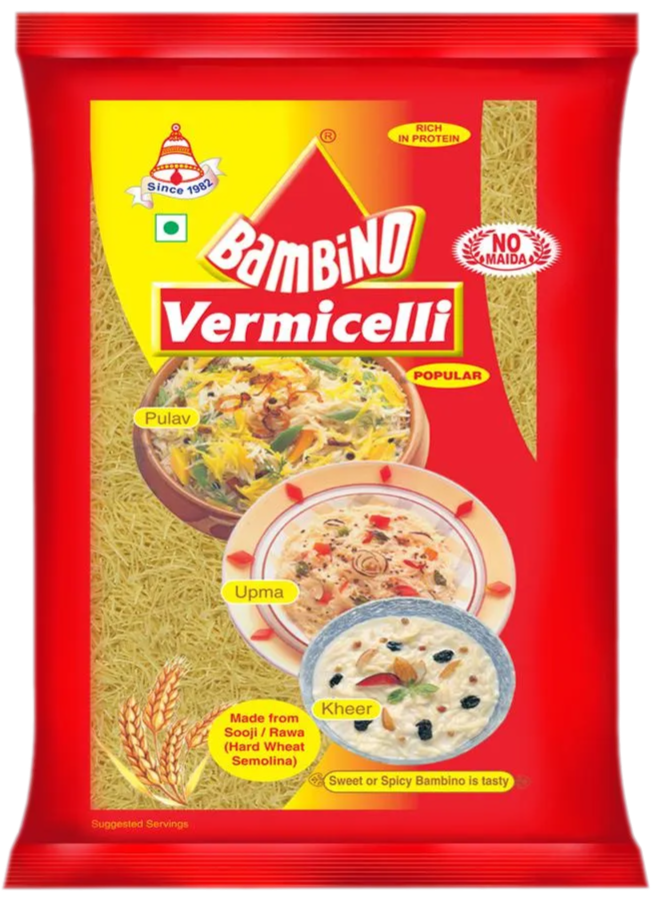 RICH
IN PROTEIN
®
Since 1982
BAMBiNO
NO
MAIDA
Vermicelli
POPULAR
Pulav
Upma
Kheer
Made from
Sooji / Rawa
(Hard Wheat
Semolina)
Sweet or Spicy Bambino is tasty
Suggested Servings